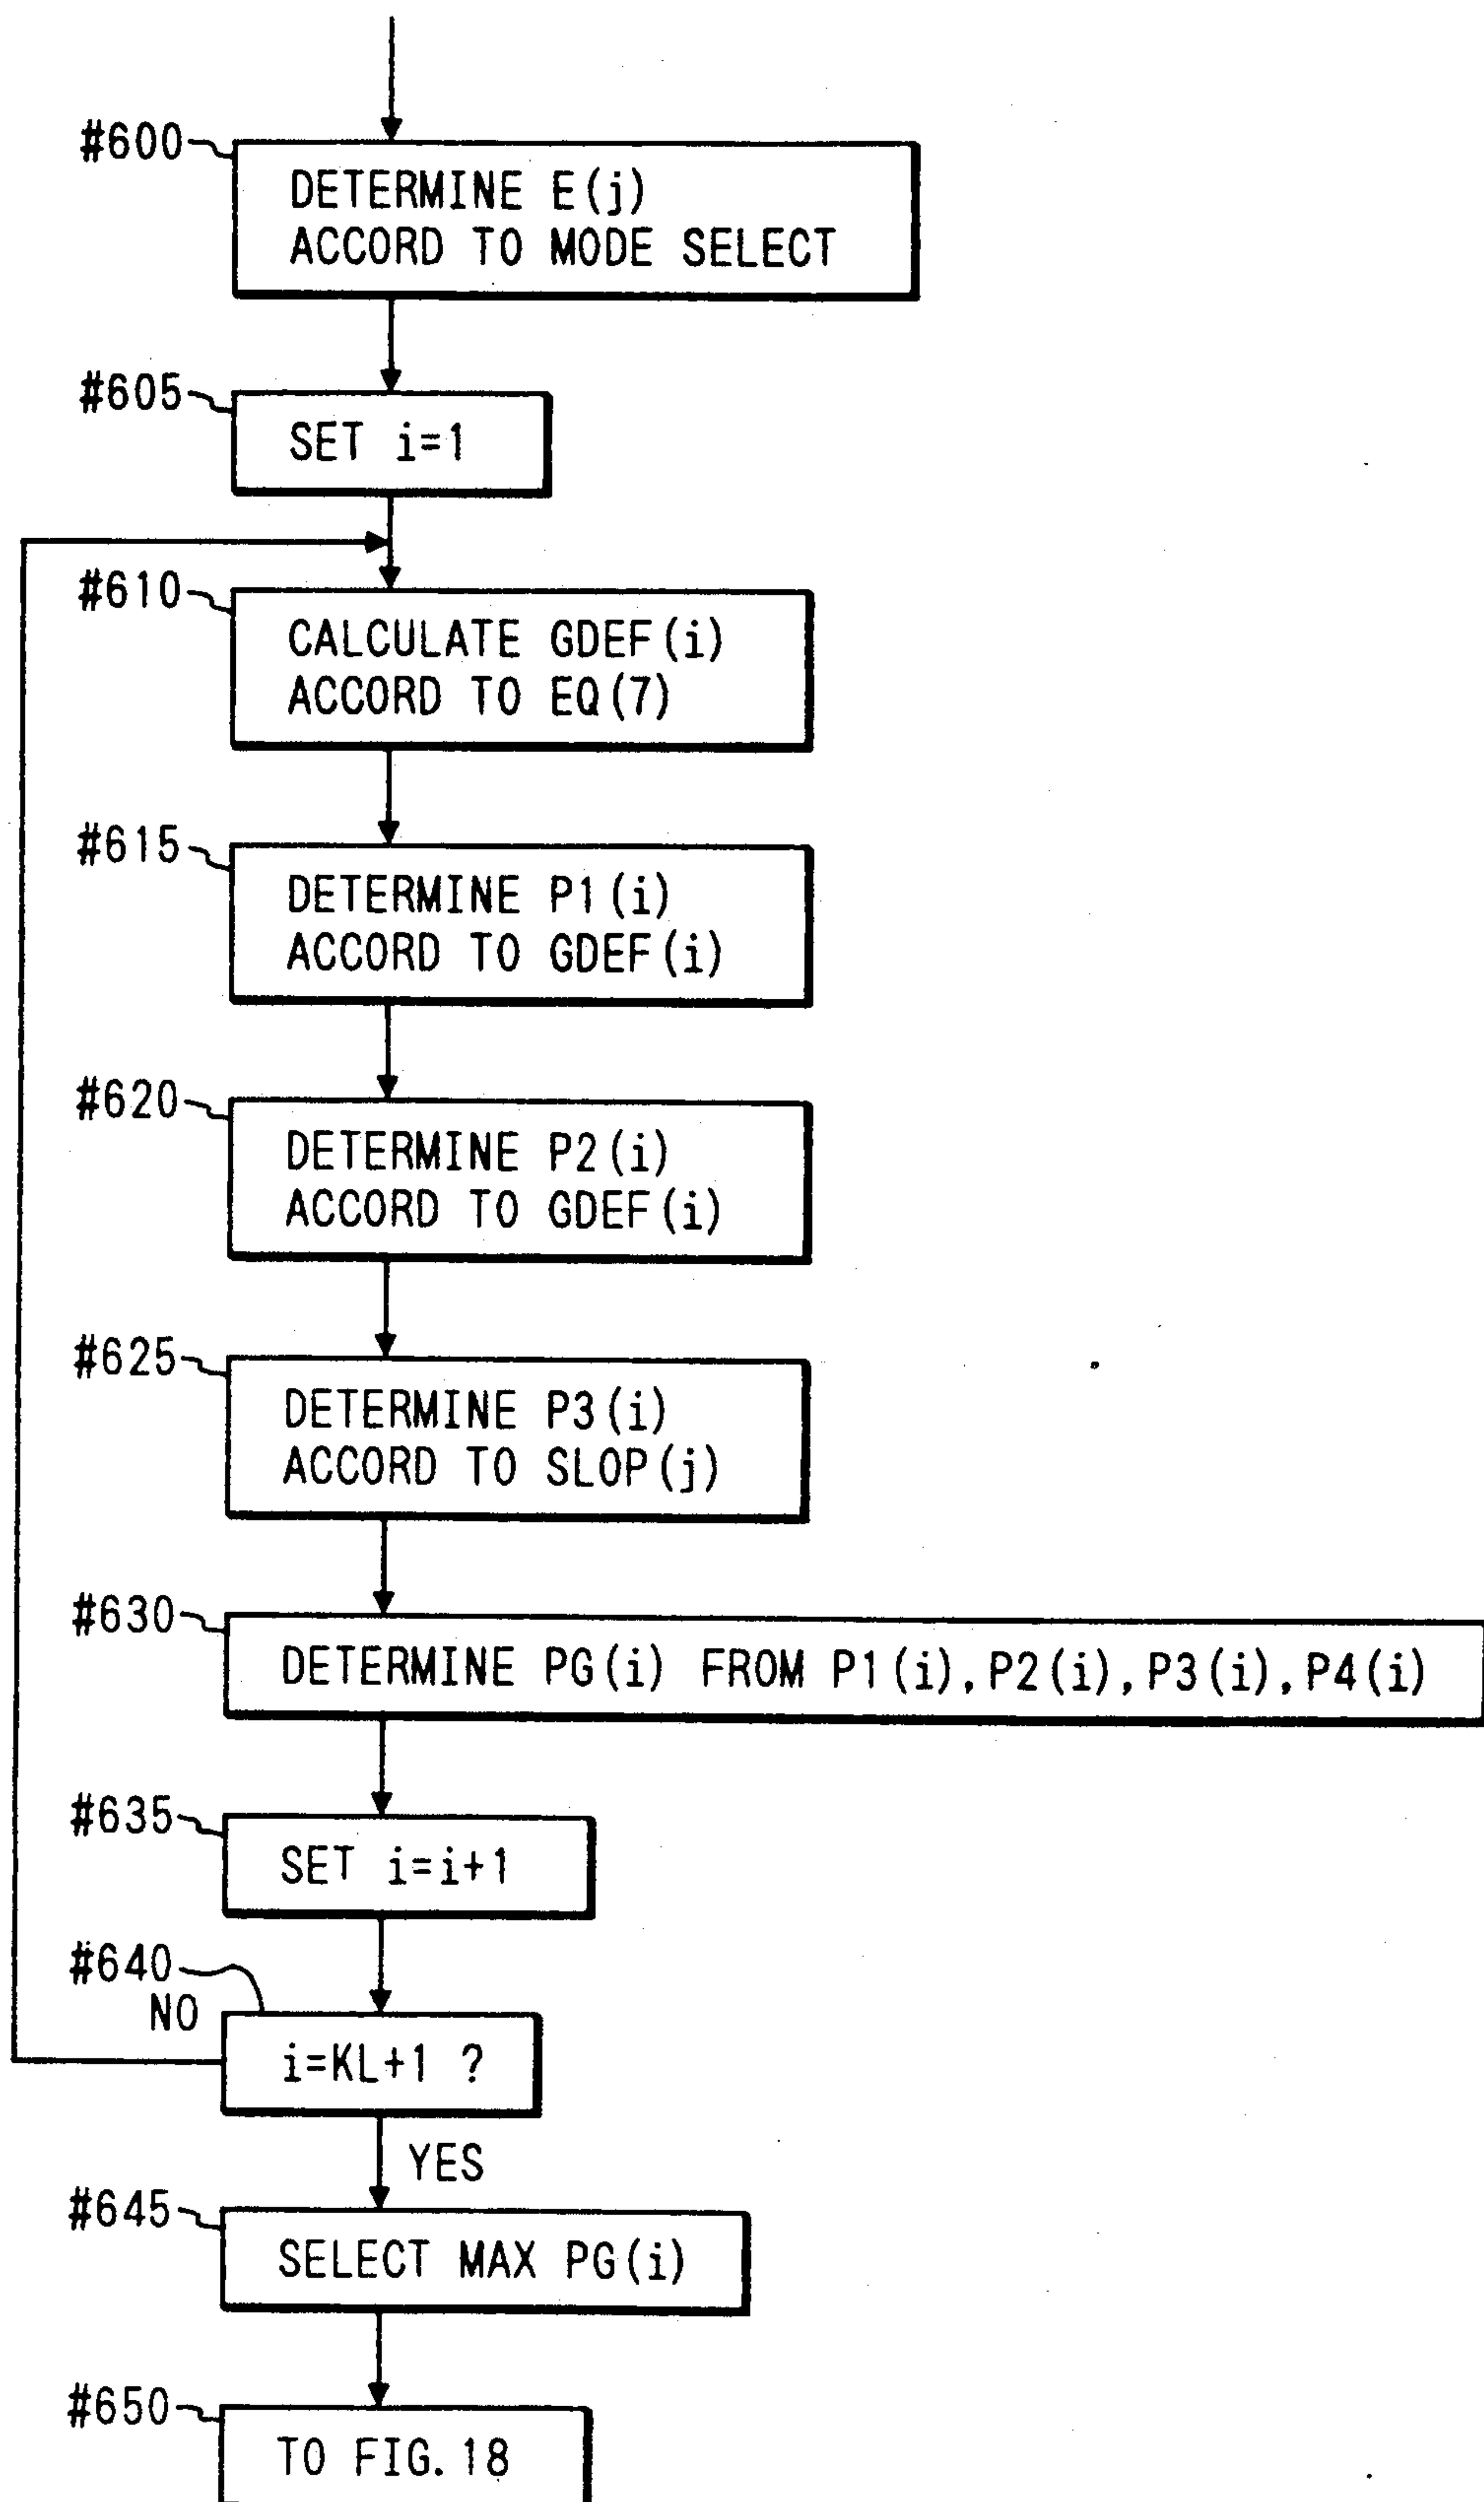 #600
DETERMINE E(j)
ACCORD TO MODE SELECT
#605
SET i=1
#610
CALCULATE GDEF(i)
ACCORD TO EQ(7)
#615
DETERMINE P1(i)
ACCORD TO GDEF(i)
#620
DETERMINE P2(i)
ACCORD TO GDEF(i)
#625
DETERMINE P3(i)
ACCORD TO SLOP(j)
#630
DETERMINE PG(i) FROM P1(i),P2(i),P3(i),P4(i)
#635
SET i=i+1
#640
NO
i=KL+1 ?
YES
#645
SELECT MAX PG(i)
#650
TO FIG.18